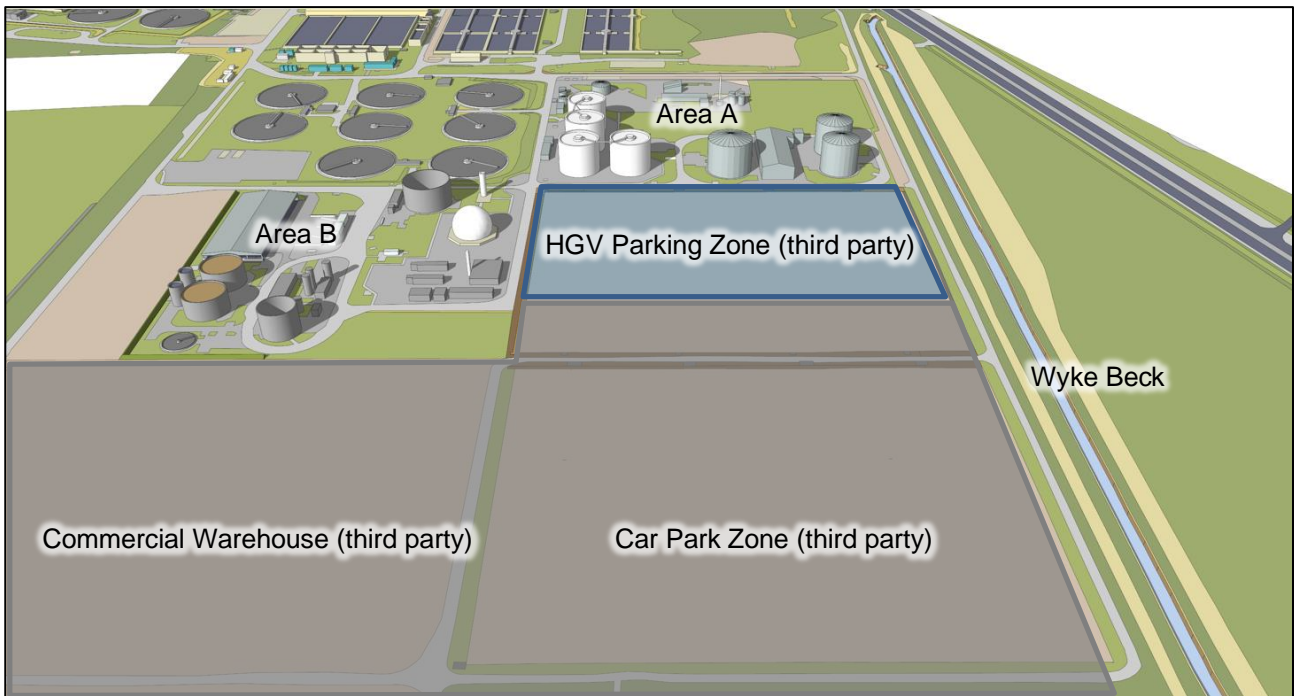 Area A
Area B
HGV Parking Zone (third party)
Wyke Beck
Commercial Warehouse (third party)
Car Park Zone (third party)